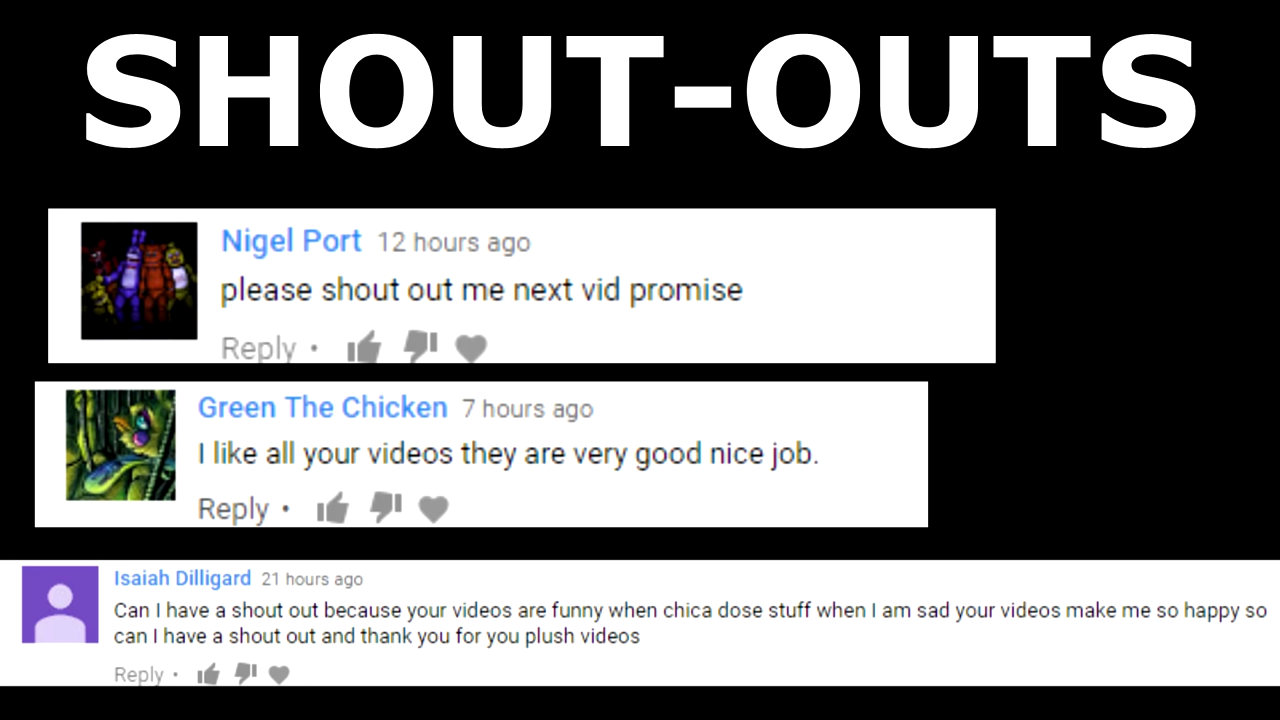 SHOUT-OUTS
Nigel Port 12 hours ago
please shout out me next vid promise
Reply •
Green The Chicken 7 hours ago
I like all your videos they are very good nice job.
Reply •
Isaiah Dilligard 21 hours ago
Can I have a shout out because your videos are funny when chica dose stuff when I am sad your videos make me so happy so
can I have a shout out and thank you for you plush videos
Reply •